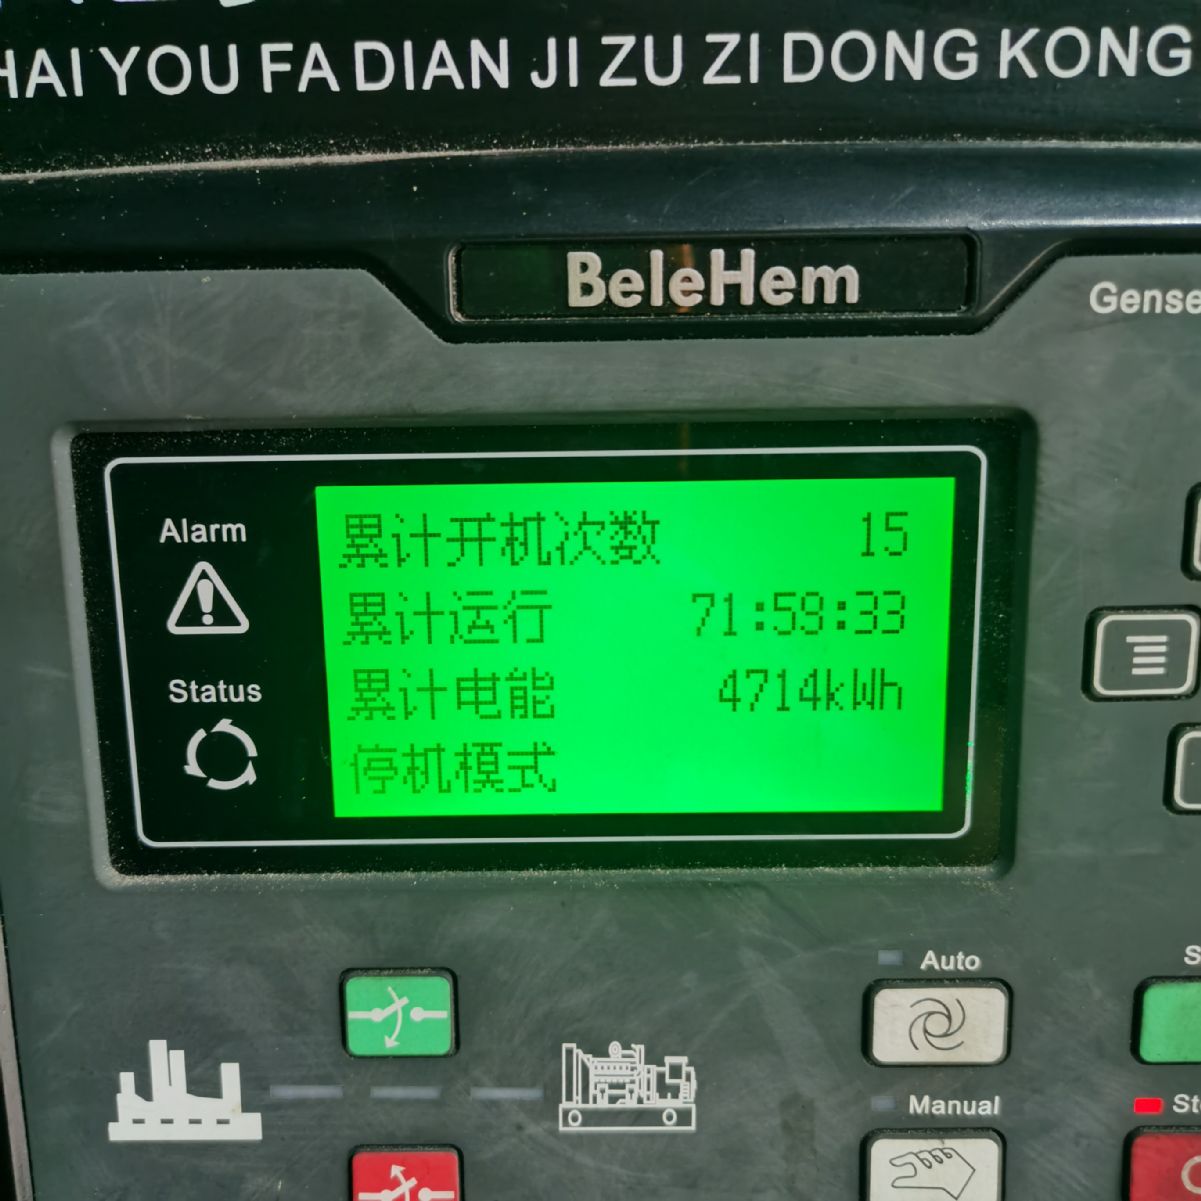 HAI YOU FA DIAN JI ZU ZI DONG KONG
BeleHem
Gense
Alarm
Status
累计开机次数 15
累计运行 71:59:33
累计电能 4714kWh
停机模式
Auto
Manual